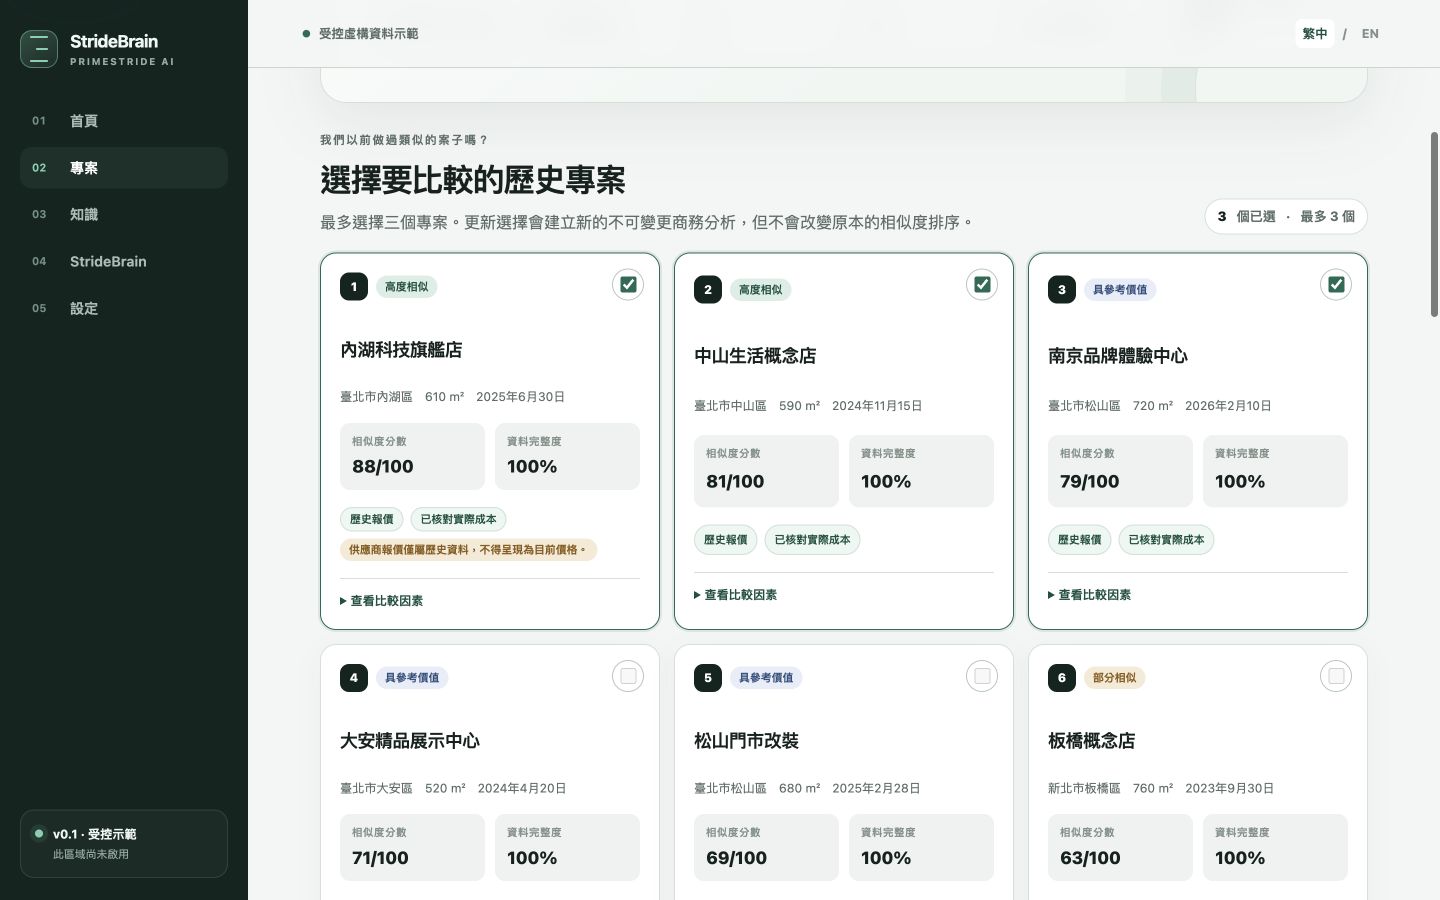 StrideBrain
PRIMESTRIDE AI
01 首頁
02 專案
03 知識
04 StrideBrain
05 設定
v0.1 · 受控示範
此區域尚未啟用
受控虛構資料示範
繁中 / EN
我們以前做過類似的案子嗎？
選擇要比較的歷史專案
最多選擇三個專案。更新選擇會建立新的不可變更商務分析，但不會改變原本的相似度排序。
3 個已選 · 最多 3 個
1 高度相似
內湖科技旗艦店
臺北市內湖區 610 m² 2025年6月30日
相似度分數 資料完整度
88/100 100%
歷史報價 已核對實際成本
供應商報價僅屬歷史資料，不得呈現為目前價格。
▶ 查看比較因素
2 高度相似
中山生活概念店
臺北市中山區 590 m² 2024年11月15日
相似度分數 資料完整度
81/100 100%
歷史報價 已核對實際成本
▶ 查看比較因素
3 具參考價值
南京品牌體驗中心
臺北市松山區 720 m² 2026年2月10日
相似度分數 資料完整度
79/100 100%
歷史報價 已核對實際成本
▶ 查看比較因素
4 具參考價值
大安精品展示中心
臺北市大安區 520 m² 2024年4月20日
相似度分數 資料完整度
71/100 100%
5 具參考價值
松山門市改裝
臺北市松山區 680 m² 2025年2月28日
相似度分數 資料完整度
69/100 100%
6 部分相似
板橋概念店
新北市板橋區 760 m² 2023年9月30日
相似度分數 資料完整度
63/100 100%